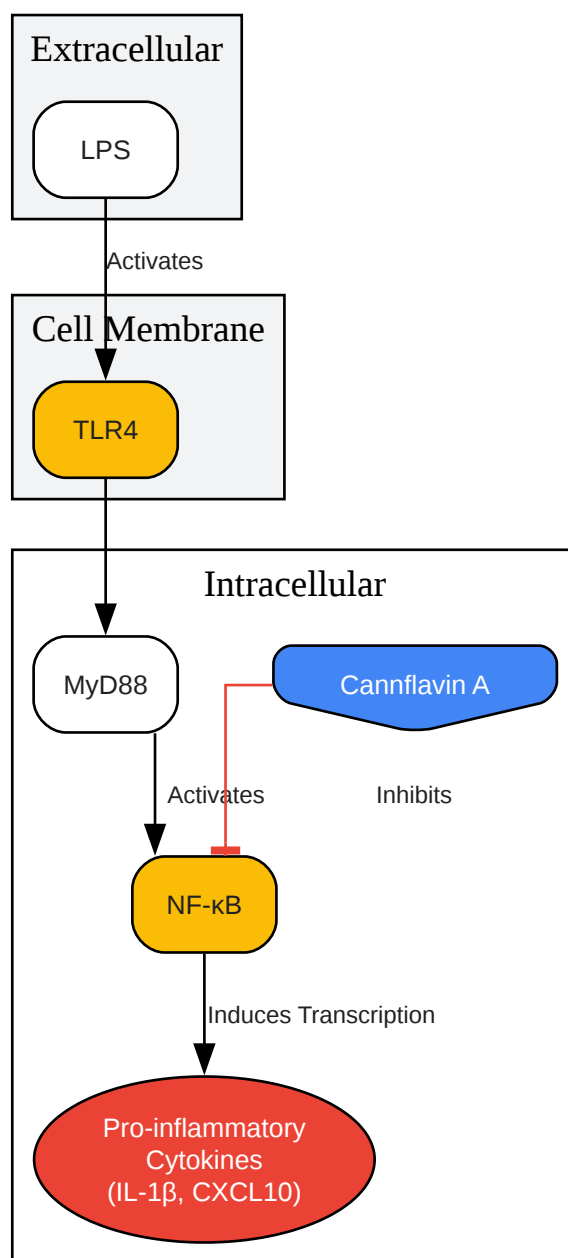 Extracellular
LPS
Activates
Cell Membrane
TLR4
Intracellular
MyD88
Cannflavin A
Activates
Inhibits
NF-κB
Induces Transcription
Pro-inflammatory
Cytokines
(IL-1β, CXCL10)